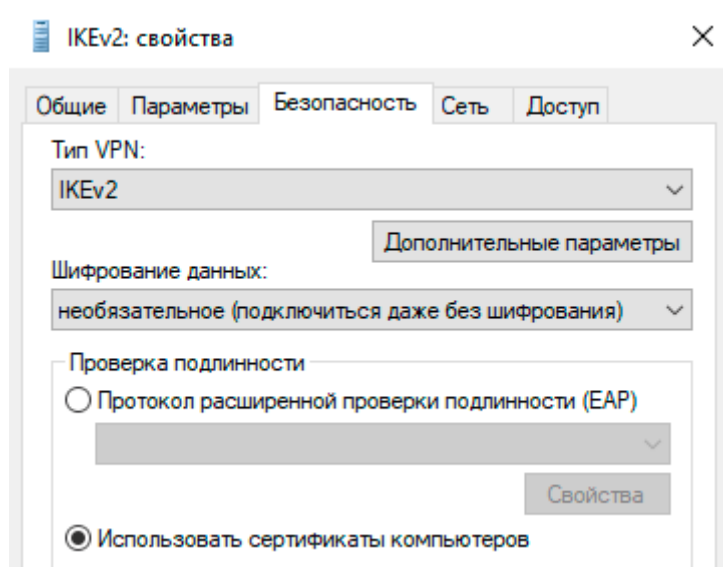 IKEv2: свойства
Общие Параметры Безопасность Сеть Доступ
Тип VPN:
IKEv2
Дополнительные параметры
Шифрование данных:
необязательное (подключиться даже без шифрования)
Проверка подлинности
Протокол расширенной проверки подлинности (EAP)
Свойства
Использовать сертификаты компьютеров